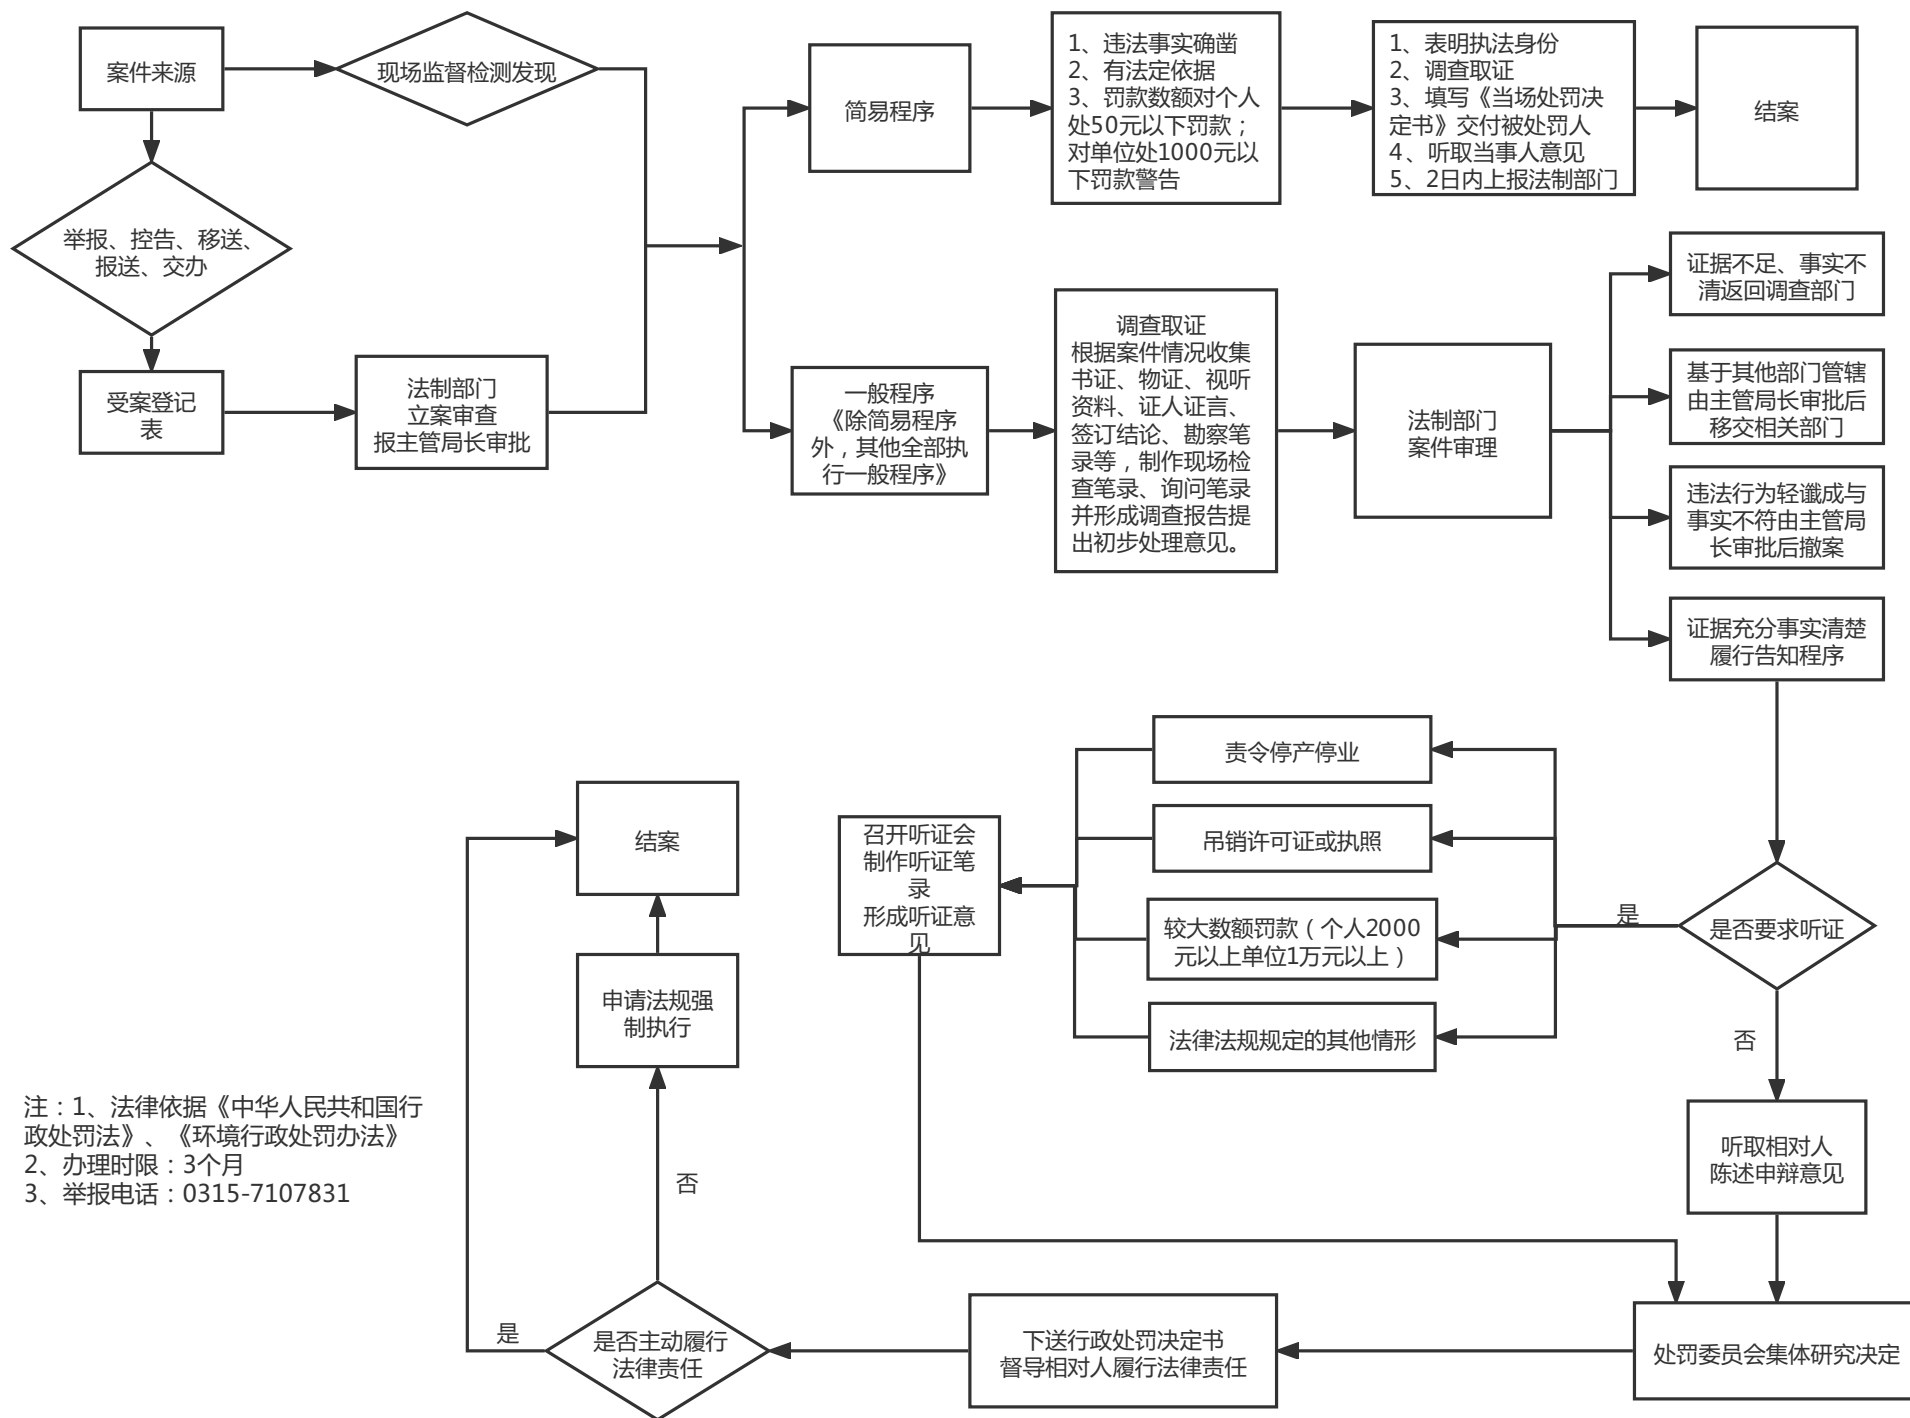 案件来源
现场监督检测发现
举报、控告、移送、
报送、交办
受案登记
表
法制部门
立案审查
报主管局长审批
简易程序
1、违法事实确凿
2、有法定依据
3、罚款数额对个人
处50元以下罚款；
对单位处1000元以
下罚款警告
1、表明执法身份
2、调查取证
3、填写《当场处罚决
定书》交付被处罚人
4、听取当事人意见
5、2日内上报法制部门
结案
一般程序
《除简易程序
外，其他全部执
行一般程序》
调查取证
根据案件情况收集
书证、物证、视听
资料、证人证言、
签订结论、勘察笔
录等，制作现场检
查笔录、询问笔录
并形成调查报告提
出初步处理意见。
法制部门
案件审理
证据不足、事实不
清返回调查部门
基于其他部门管辖
由主管局长审批后
移交相关部门
违法行为轻谶成与
事实不符由主管局
长审批后撤案
证据充分事实清楚
履行告知程序
是否要求听证
是
否
责令停产停业
吊销许可证或执照
较大数额罚款（个人2000
元以上单位1万元以上）
法律法规规定的其他情形
召开听证会
制作听证笔
录
形成听证意
见
听取相对人
陈述申辩意见
处罚委员会集体研究决定
下送行政处罚决定书
督导相对人履行法律责任
是否主动履行
法律责任
是
否
申请法规强
制执行
结案
注：1、法律依据《中华人民共和国行
政处罚法》、《环境行政处罚办法》
2、办理时限：3个月
3、举报电话：0315-7107831